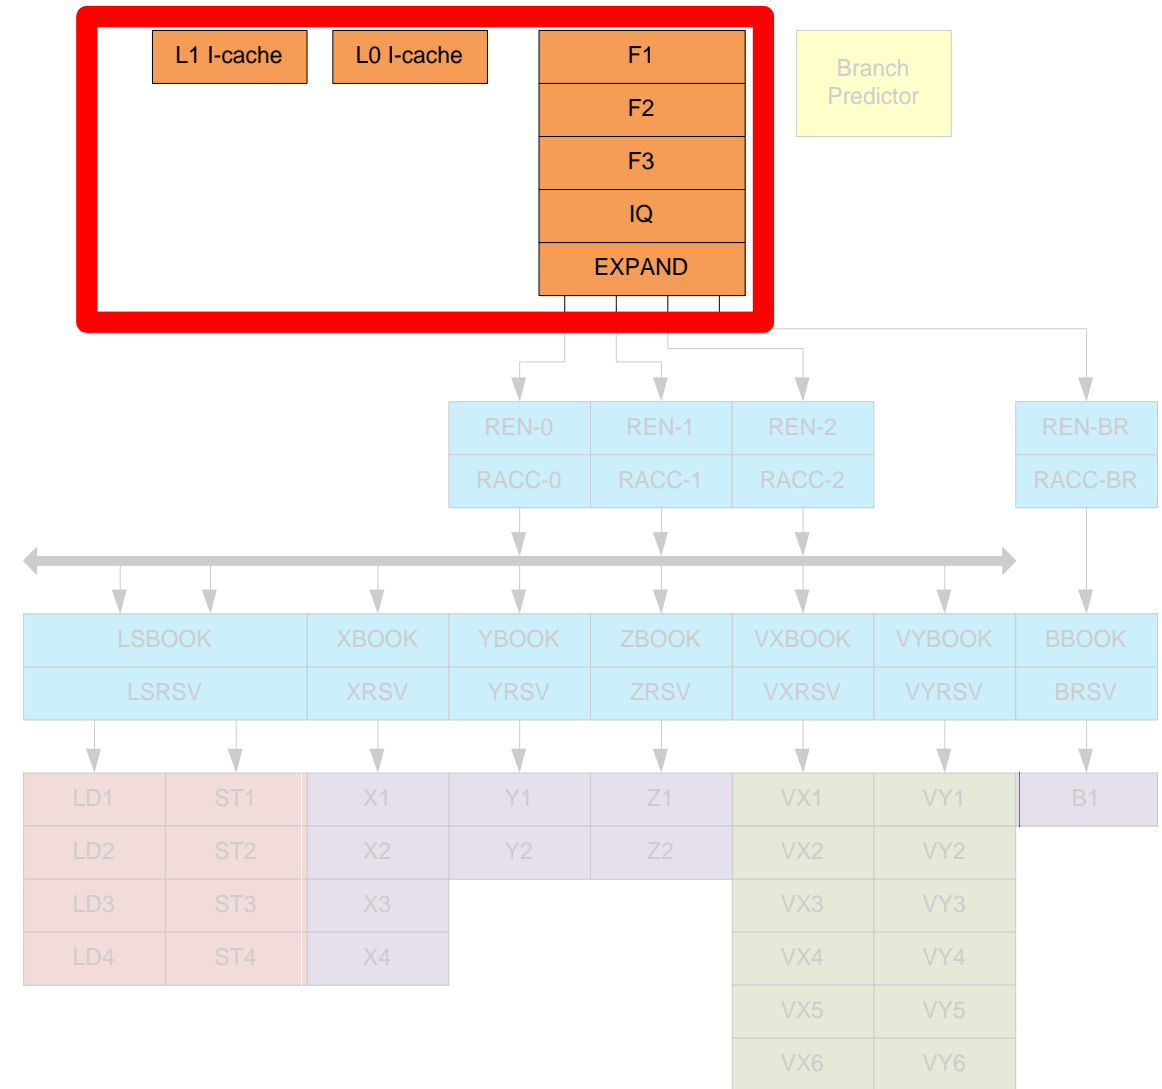 L1 I-cache
L0 I-cache
F1
Branch
Predictor
F2
F3
IQ
EXPAND
REN-0
REN-1
REN-2
REN-BR
RACC-0
RACC-1
RACC-2
RACC-BR
LSBOOK
XBOOK
YBOOK
ZBOOK
VXBOOK
VYBOOK
BBOOK
LSRSV
XRSV
YRSV
ZRSV
VXRSV
VYRSV
BRSV
LD1
ST1
X1
Y1
Z1
VX1
VY1
B1
LD2
ST2
X2
Y2
Z2
VX2
VY2
LD3
ST3
X3
VX3
VY3
LD4
ST4
X4
VX4
VY4
VX5
VY5
VX6
VY6